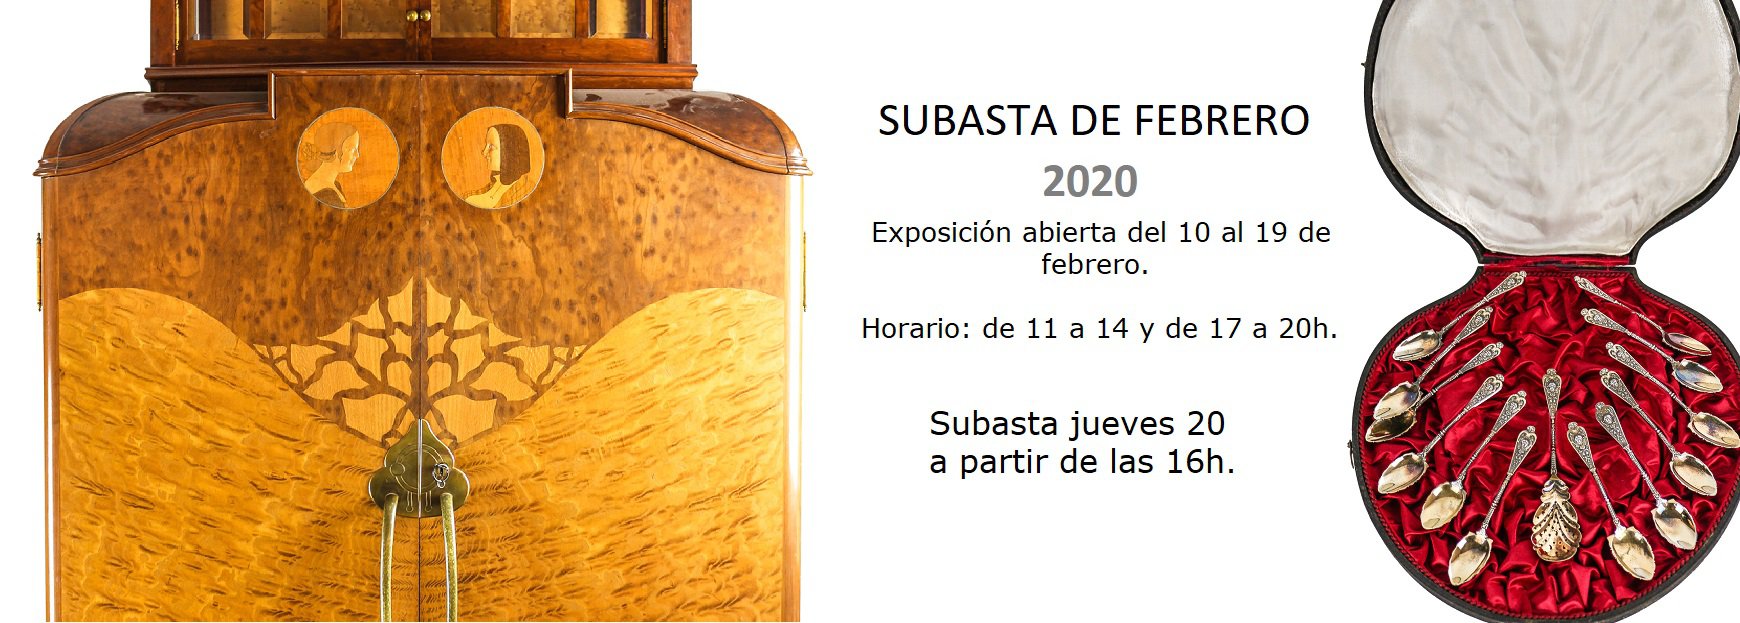 SUBASTA DE FEBRERO
2020
Exposición abierta del 10 al 19 de
febrero.
Horario: de 11 a 14 y de 17 a 20h.
Subasta jueves 20
a partir de las 16h.